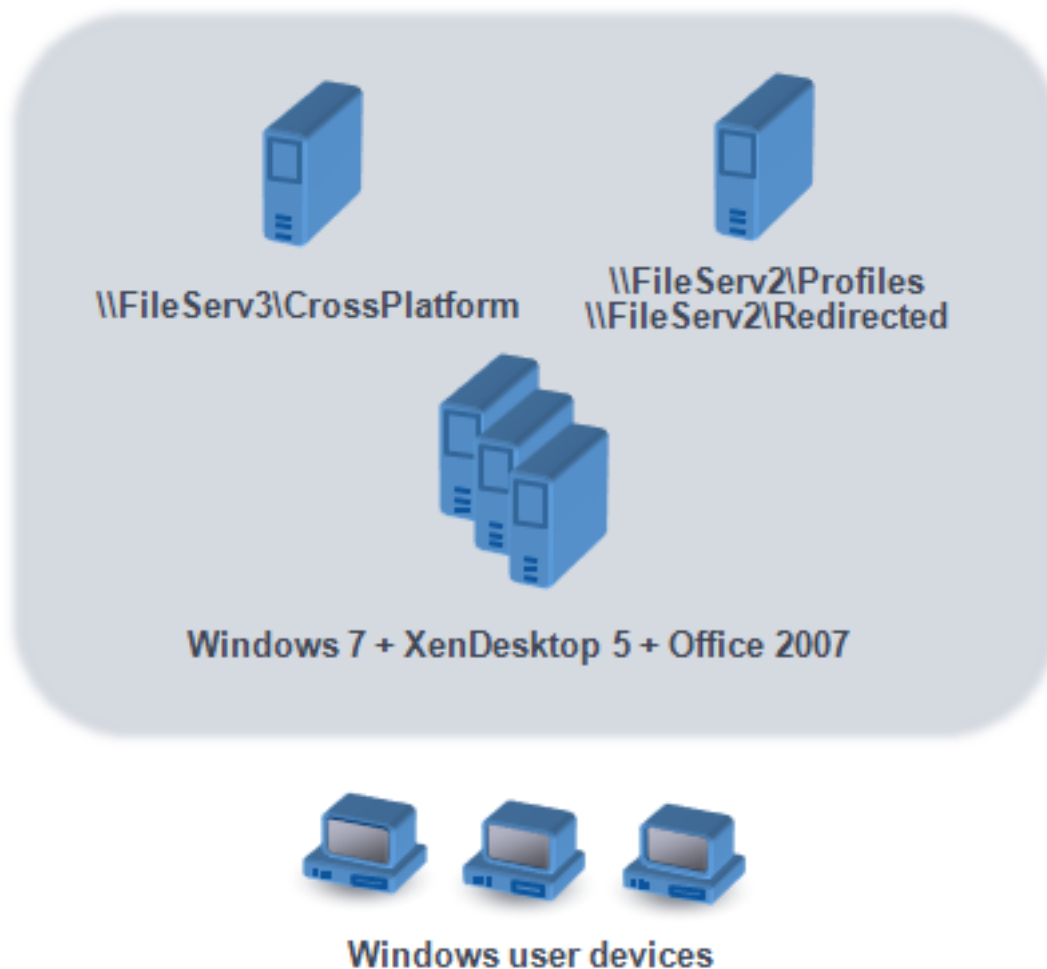 \\FileServ3\CrossPlatform
\\FileServ2\Profiles
\\FileServ2\Redirected
Windows 7 + XenDesktop 5 + Office 2007
Windows user devices